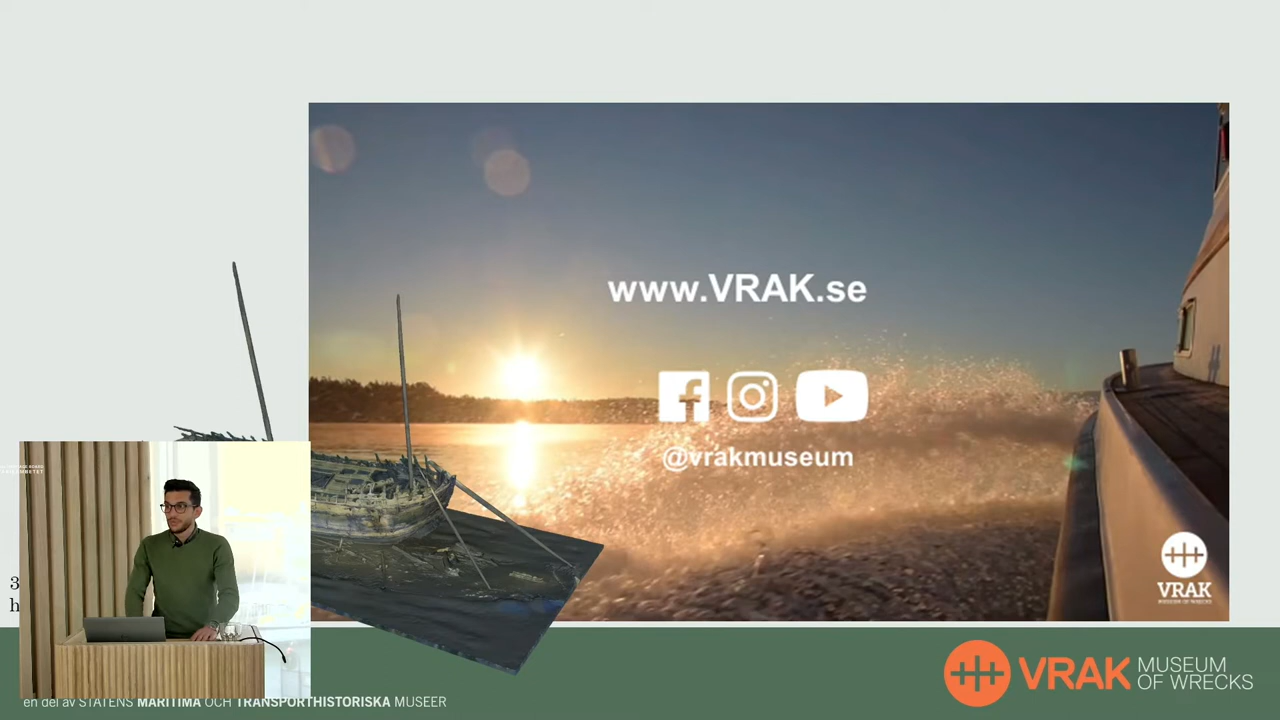 www.VRAK.se
@vrakmuseum
VRAK
MUSEUM OF WRECKS
3
h
en del av STATENS MARITIMA OCH TRANSPORTHISTORISKA MUSEER
VRAK MUSEUM
OF WRECKS